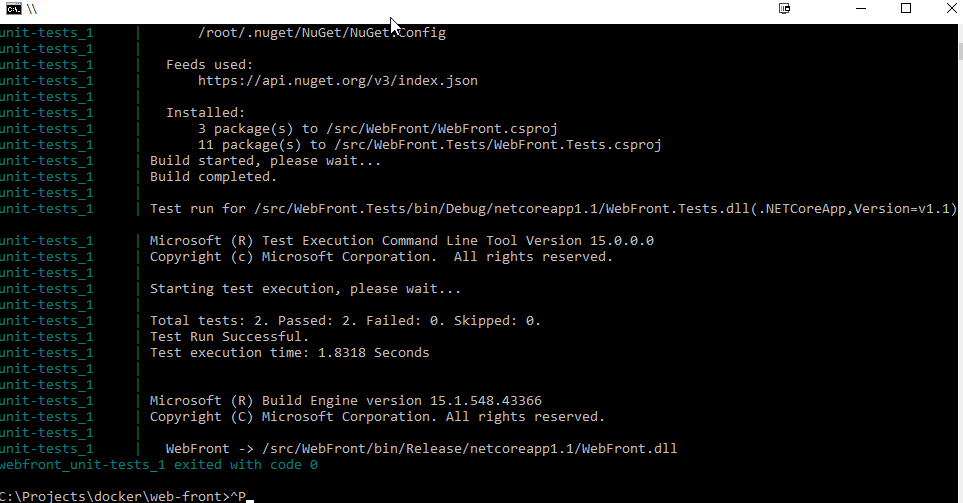 \\
unit-tests_1 | /root/.nuget/NuGet/NuGet.Config
unit-tests_1 |
unit-tests_1 | Feeds used:
unit-tests_1 | https://api.nuget.org/v3/index.json
unit-tests_1 |
unit-tests_1 | Installed:
unit-tests_1 | 3 package(s) to /src/WebFront/WebFront.csproj
unit-tests_1 | 11 package(s) to /src/WebFront.Tests/WebFront.Tests.csproj
unit-tests_1 | Build started, please wait...
unit-tests_1 | Build completed.
unit-tests_1 |
unit-tests_1 | Test run for /src/WebFront.Tests/bin/Debug/netcoreapp1.1/WebFront.Tests.dll(.NETCoreApp,Version=v1.1)
unit-tests_1 | Microsoft (R) Test Execution Command Line Tool Version 15.0.0.0
unit-tests_1 | Copyright (c) Microsoft Corporation.  All rights reserved.
unit-tests_1 |
unit-tests_1 | Starting test execution, please wait...
unit-tests_1 |
unit-tests_1 | Total tests: 2. Passed: 2. Failed: 0. Skipped: 0.
unit-tests_1 | Test Run Successful.
unit-tests_1 | Test execution time: 1.8318 Seconds
unit-tests_1 |
unit-tests_1 |
unit-tests_1 | Microsoft (R) Build Engine version 15.1.548.43366
unit-tests_1 | Copyright (C) Microsoft Corporation. All rights reserved.
unit-tests_1 |
unit-tests_1 | WebFront -> /src/WebFront/bin/Release/netcoreapp1.1/WebFront.dll
webfront_unit-tests_1 exited with code 0
C:\Projects\docker\web-front>^P_